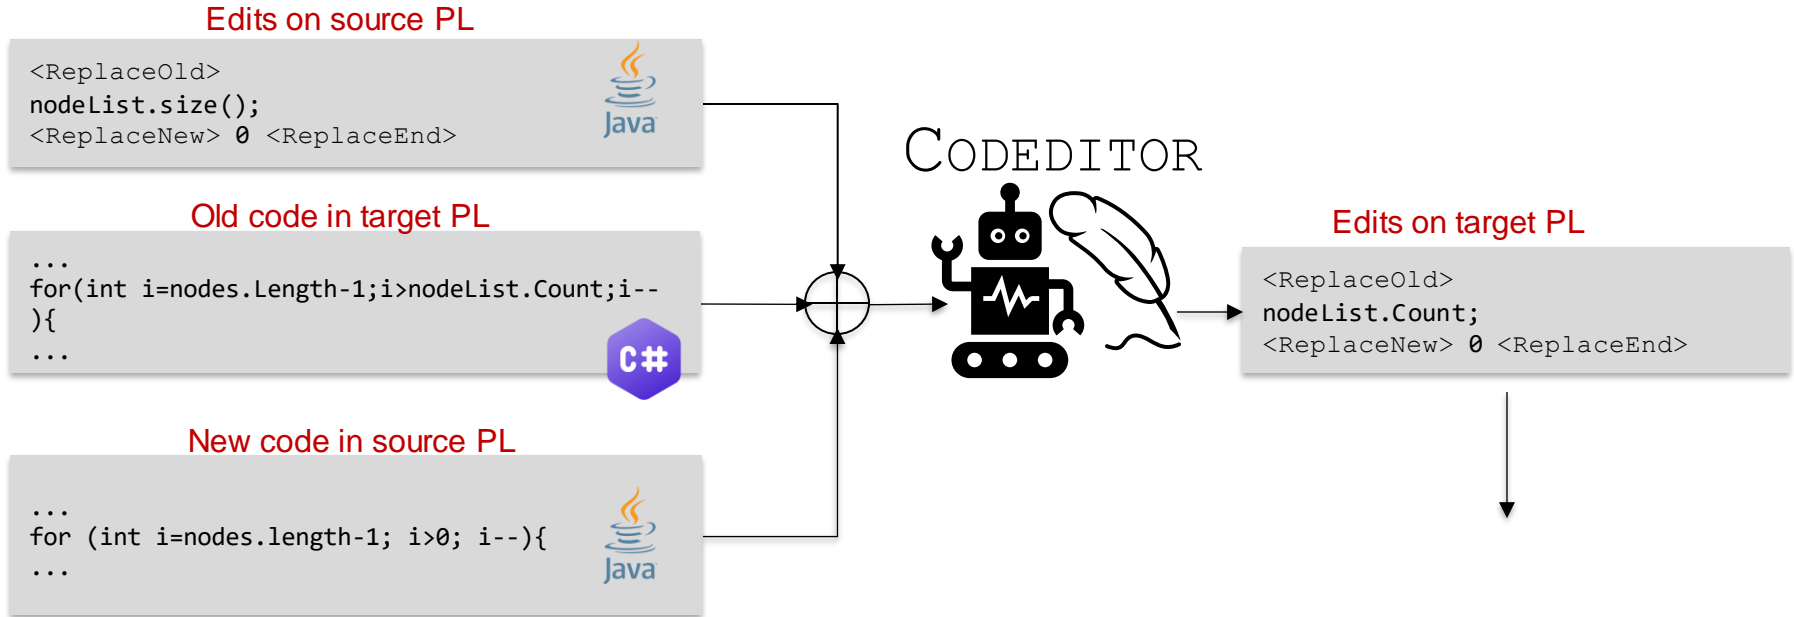 Edits on source PL
<ReplaceOld>
nodeList.size();
<ReplaceNew> 0 <ReplaceEnd>
Java
Old code in target PL
...
for(int i=nodes.Length-1;i>nodeList.Count;i--
){
...
C#
New code in source PL
...
for (int i=nodes.length-1; i>0; i--){
...
Java
CODEDITOR
Edits on target PL
<ReplaceOld>
nodeList.Count;
<ReplaceNew> 0 <ReplaceEnd>